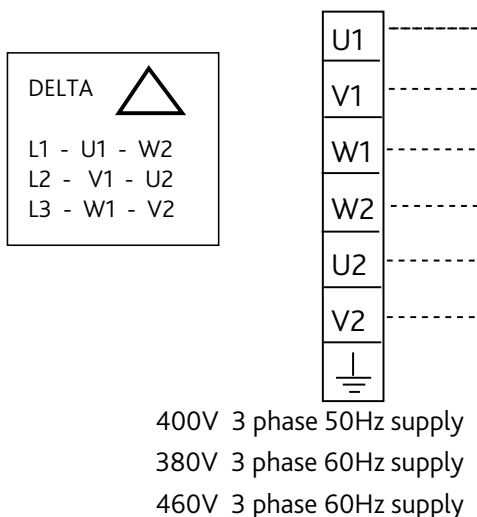 DELTA
L1 - U1 - W2
L2 - V1 - U2
L3 - W1 - V2
U1
V1
W1
W2
U2
V2
400V 3 phase 50Hz supply
380V 3 phase 60Hz supply
460V 3 phase 60Hz supply